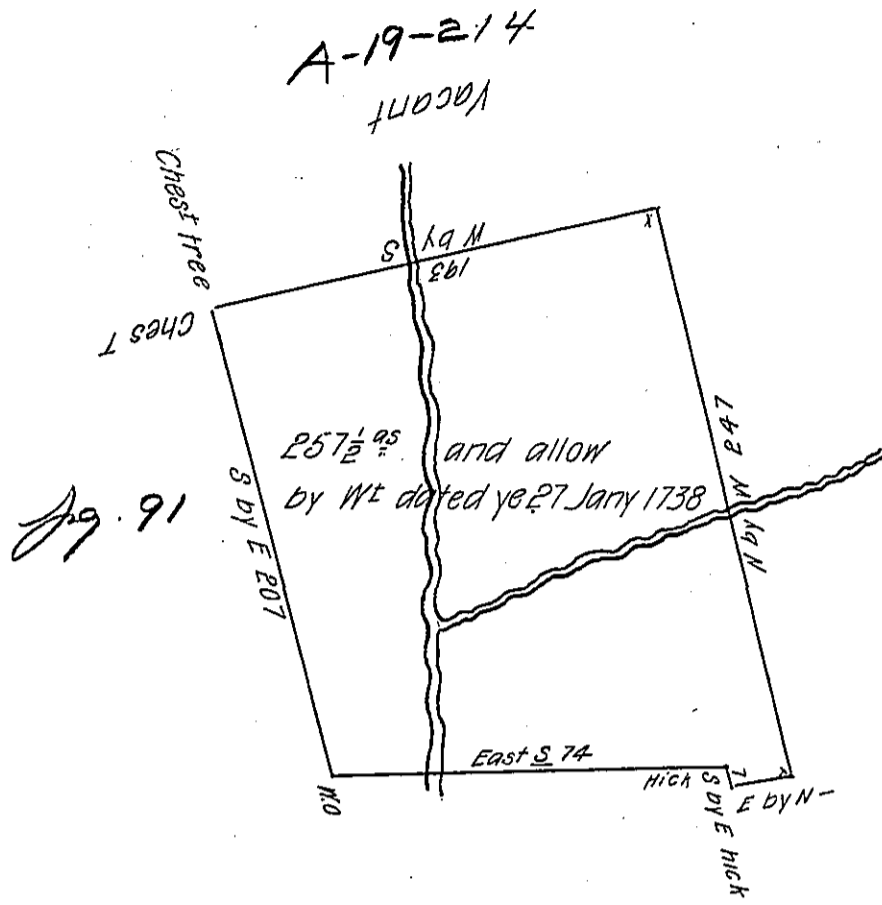 A-19-214
Vacant
Chest tree
Ches T
W by S
193
257½ as and allow
by Wt dated ye 27 Jany 1738
Pg. 91
S by E 207
N by W 247
East S 74
Hick
S by E hick
7
E by N -
W.O
x